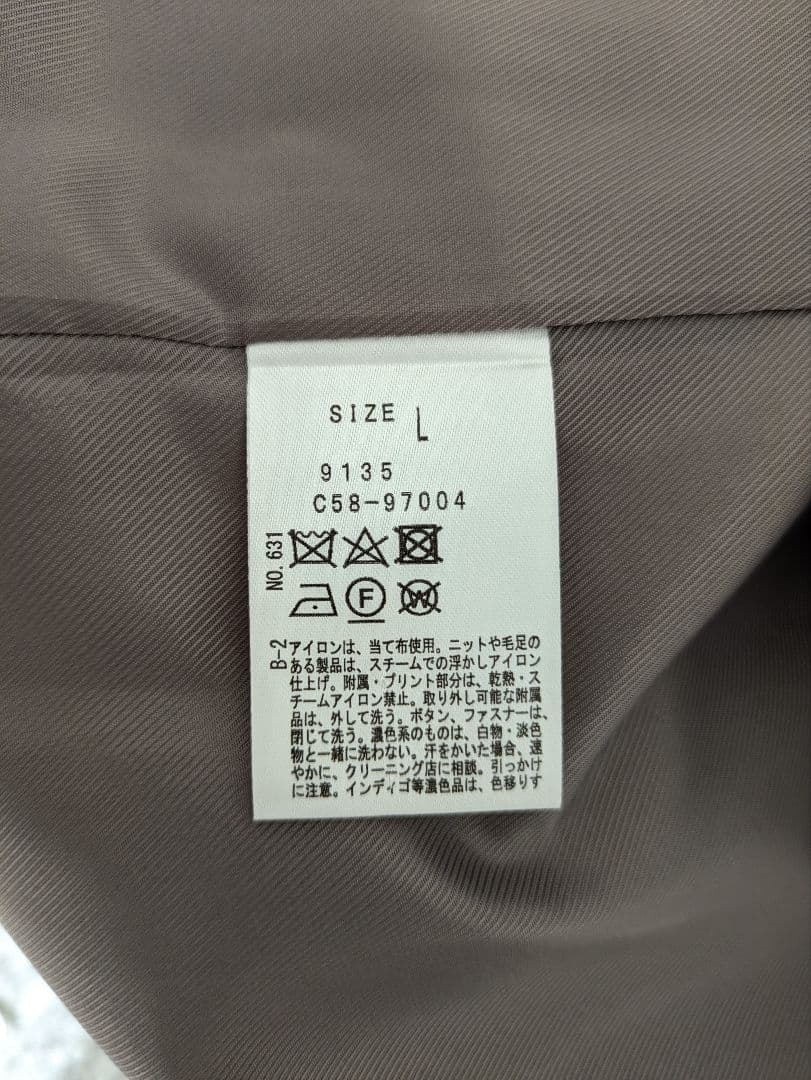 SIZE L
9135
C58-97004
NO. 631
F
W
B-2
アイロンは、当て布使用。ニットや毛足の
ある製品は、スチームでの浮かしアイロン
仕上げ。附属・プリント部分は、乾熱・ス
チームアイロン禁止。取り外し可能な附属
品は、外して洗う。ボタン、ファスナーは、
閉じて洗う。濃色系のものは、白物・淡色
物と一緒に洗わない。汗をかいた場合、速
やかに、クリーニング店に相談。引っかけ
に注意。インディゴ等濃色品は、色移りす